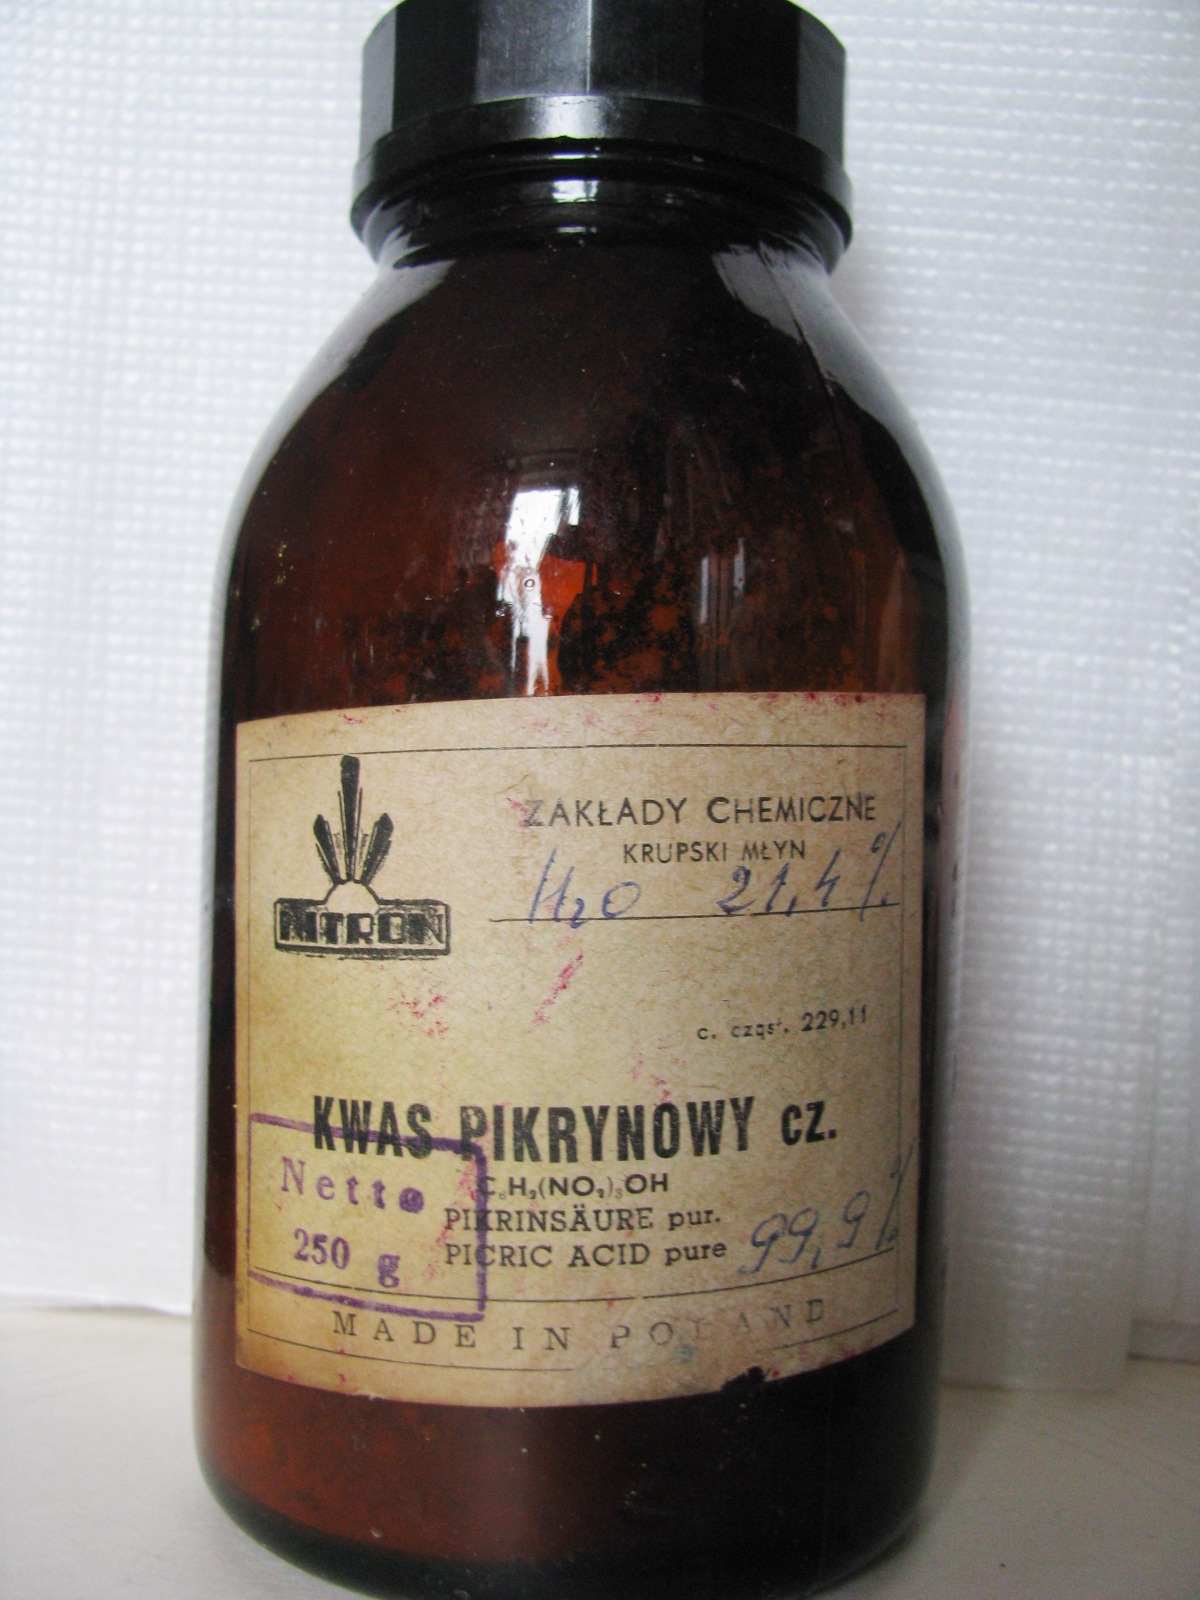 ZAKŁADY CHEMICZNE
KRUPSKI MŁYN
NITRON
H₂O 21,4%
c. cząst. 229,11
KWAS PIKRYNOWY cz.
Netto
250 g
C₆H₂(NO₂)₃OH
PIKRINSÄURE pur.
PICRIC ACID pure 99,9%
MADE IN POLAND